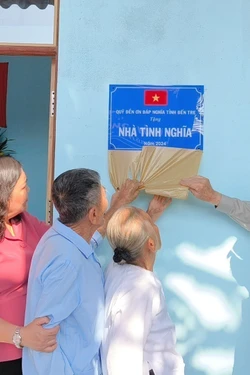 QUỸ ĐỀN ƠN ĐÁP NGHĨA TỈNH BẾN TRE
Tặng
NHÀ TÌNH NGHĨA
Năm 2024